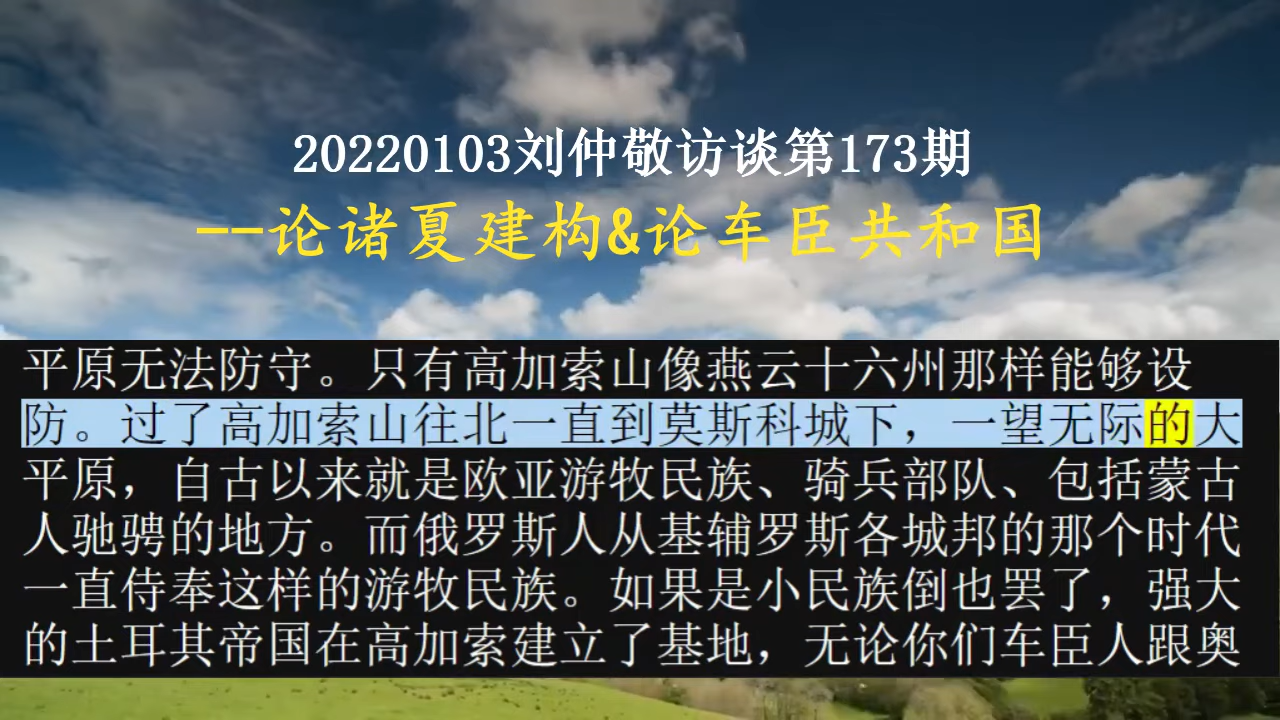 20220103刘仲敬访谈第173期
--论诸夏建构&论车臣共和国
平原无法防守。只有高加索山像燕云十六州那样能够设
防。过了高加索山往北一直到莫斯科城下，一望无际的大
平原，自古以来就是欧亚游牧民族、骑兵部队、包括蒙古
人驰骋的地方。而俄罗斯人从基辅罗斯各城邦的那个时代
一直侍奉这样的游牧民族。如果是小民族倒也罢了，强大
的土耳其帝国在高加索建立了基地，无论你们车臣人跟奥